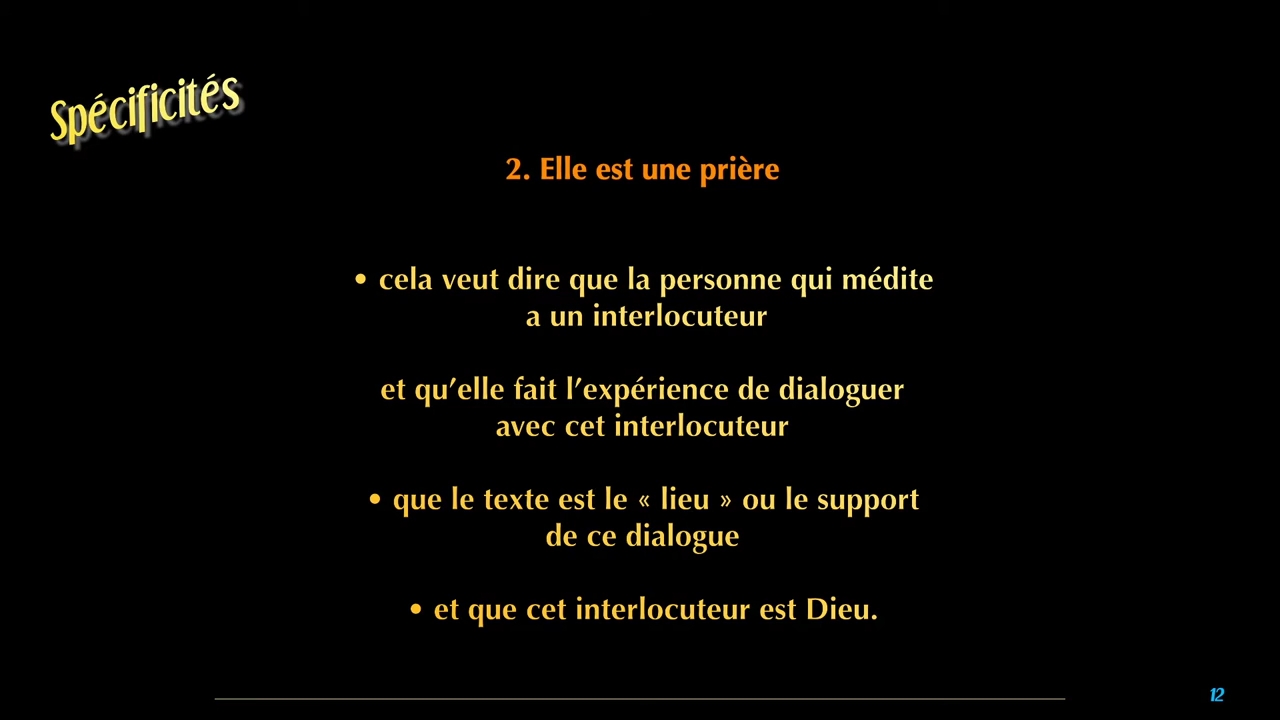 Spécificités
2. Elle est une prière
• cela veut dire que la personne qui médite
a un interlocuteur
et qu’elle fait l’expérience de dialoguer
avec cet interlocuteur
• que le texte est le « lieu » ou le support
de ce dialogue
• et que cet interlocuteur est Dieu.
12